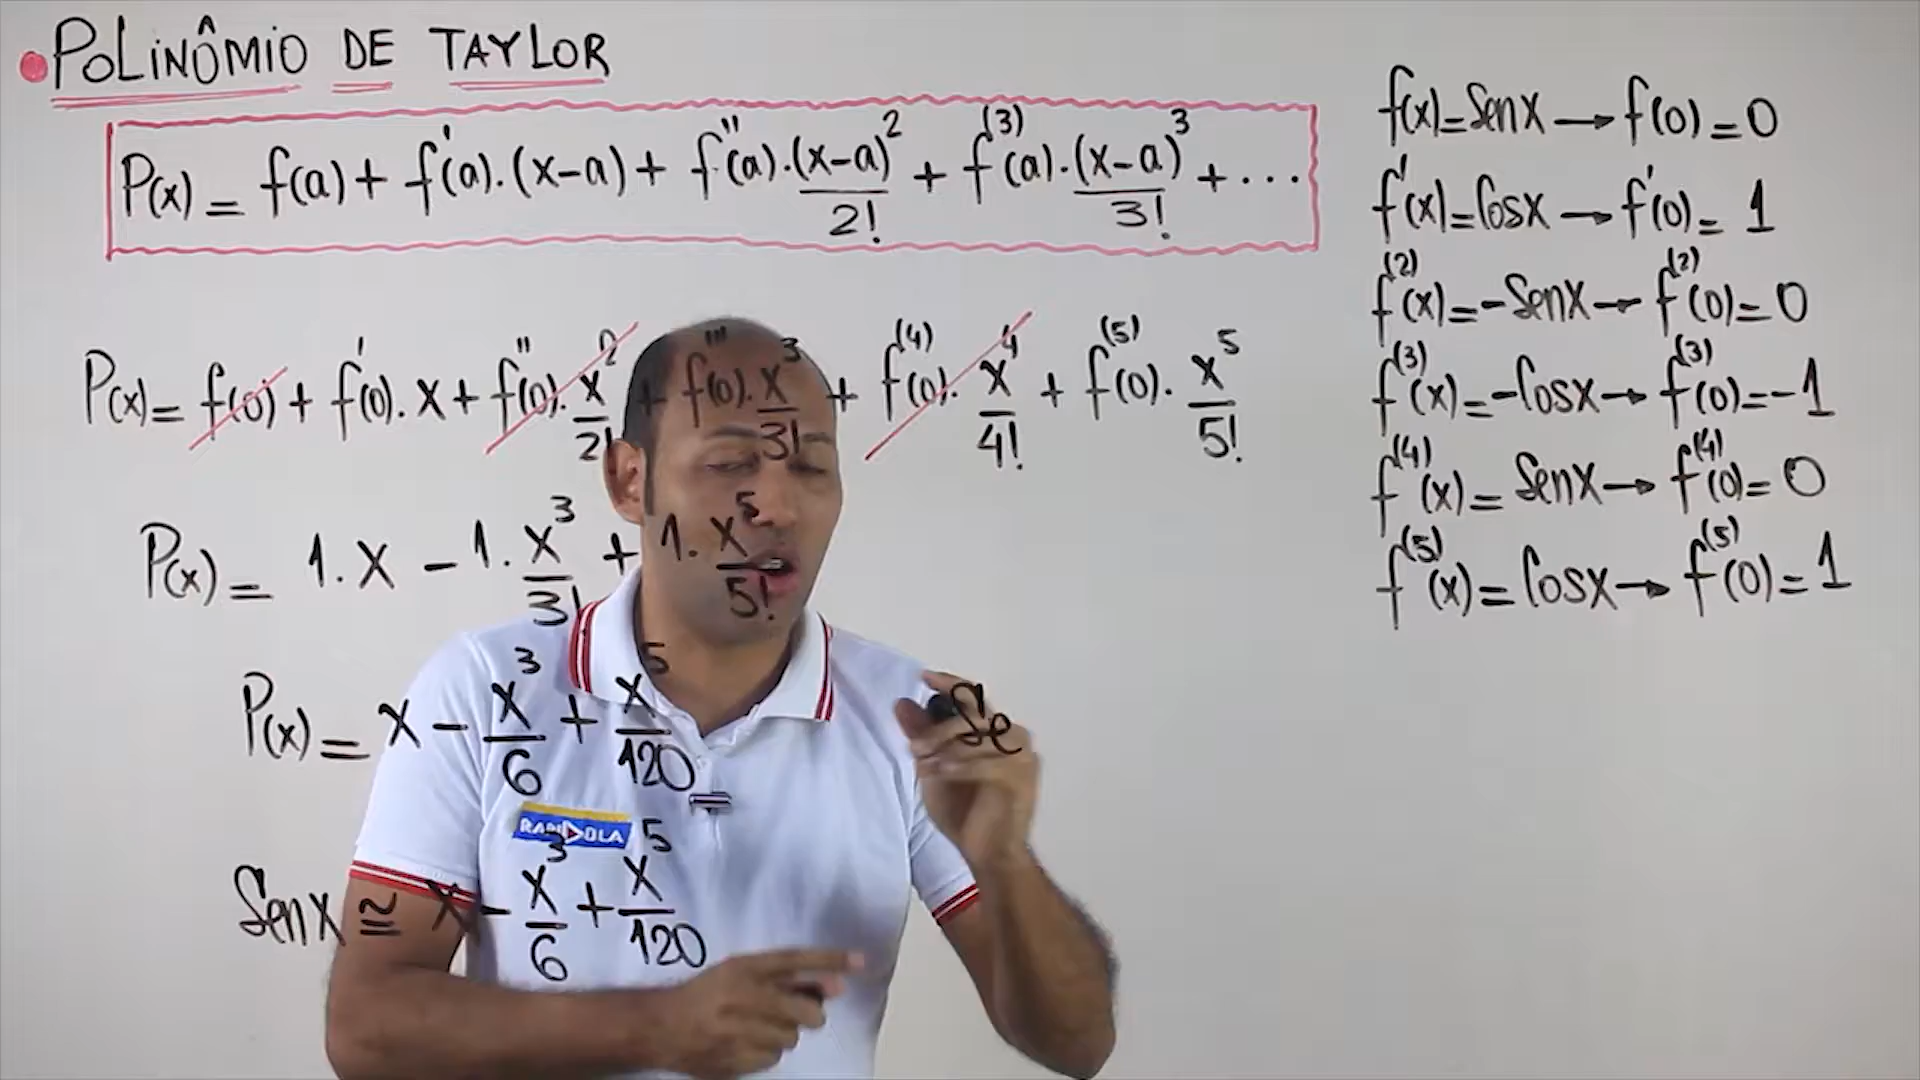 POLINÔMIO DE TAYLOR
P(x) = f(a) + f'(a).(x-a) + f''(a).(x-a)²/2! + f⁽³⁾(a).(x-a)³/3! + ...
P(x) = f(0) + f'(0).x + f''(0).x²/2! + f'''(0).x³/3! + f⁽⁴⁾(0).x⁴/4! + f⁽⁵⁾(0).x⁵/5!
P(x) = 1.x - 1.x³/3! + 1.x⁵/5!
P(x) = x - x³/6 + x⁵/120
Se
Senx ≅ x - x³/6 + x⁵/120
f(x)=Senx → f(0)=0
f'(x)=Cosx → f'(0)=1
f⁽²⁾(x)=-Senx → f⁽²⁾(0)=0
f⁽³⁾(x)=-Cosx → f⁽³⁾(0)=-1
f⁽⁴⁾(x)=Senx → f⁽⁴⁾(0)=0
f⁽⁵⁾(x)=Cosx → f⁽⁵⁾(0)=1